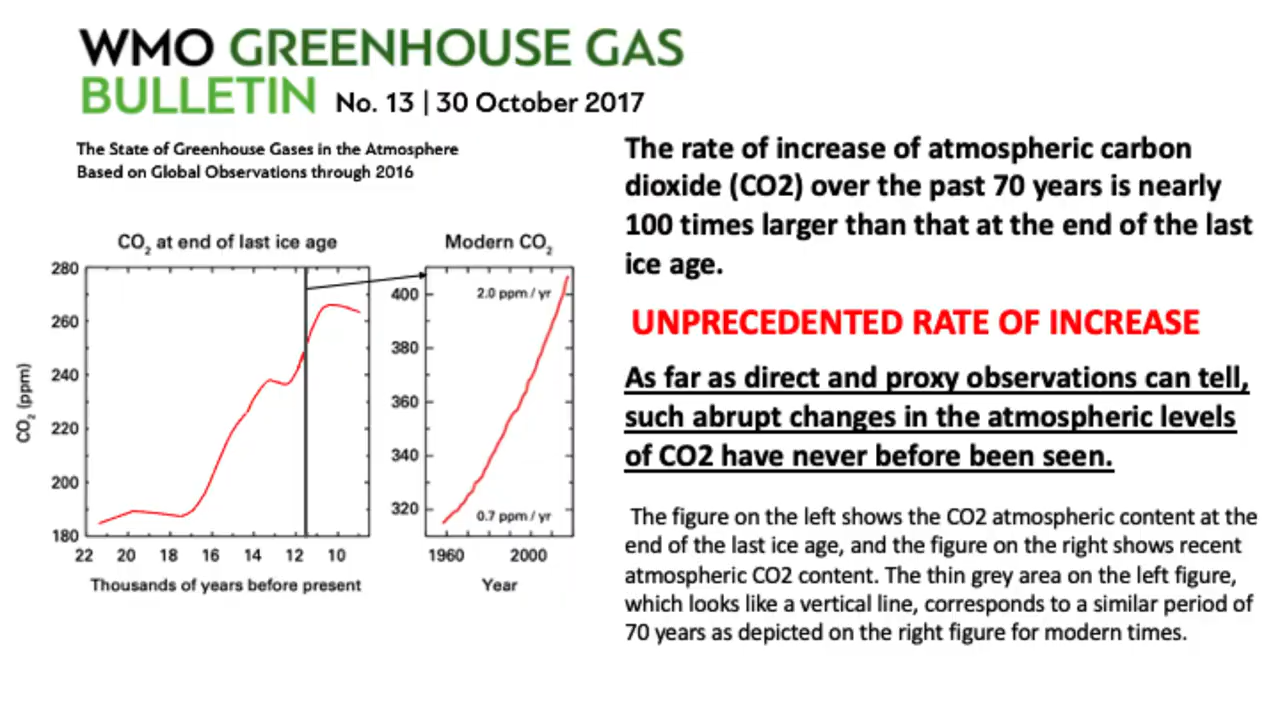 WMO GREENHOUSE GAS
BULLETIN No. 13 | 30 October 2017
The State of Greenhouse Gases in the Atmosphere
Based on Global Observations through 2016
CO2 at end of last ice age
280
260
240
220
200
180
CO2 (ppm)
22 20 18 16 14 12 10
Thousands of years before present
Modern CO2
400
380
360
340
320
2.0 ppm / yr
0.7 ppm / yr
1960 2000
Year
The rate of increase of atmospheric carbon
dioxide (CO2) over the past 70 years is nearly
100 times larger than that at the end of the last
ice age.
UNPRECEDENTED RATE OF INCREASE
As far as direct and proxy observations can tell,
such abrupt changes in the atmospheric levels
of CO2 have never before been seen.
The figure on the left shows the CO2 atmospheric content at the
end of the last ice age, and the figure on the right shows recent
atmospheric CO2 content. The thin grey area on the left figure,
which looks like a vertical line, corresponds to a similar period of
70 years as depicted on the right figure for modern times.